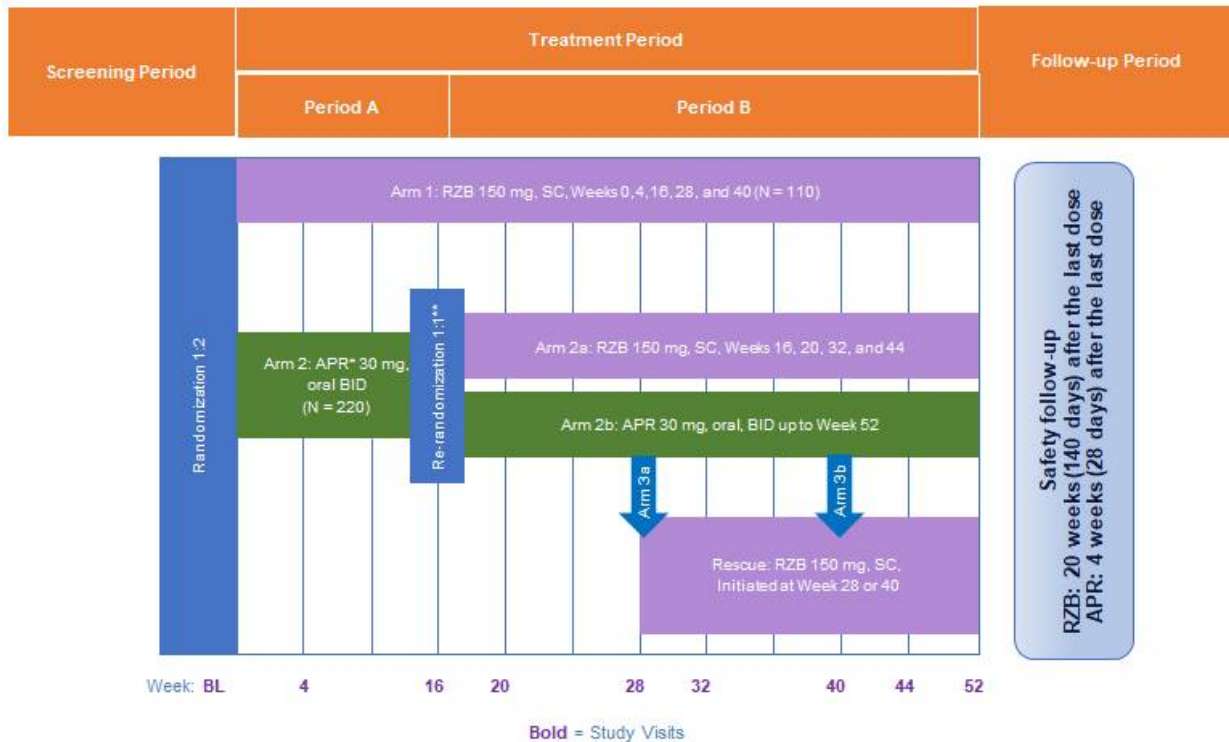 Screening Period
Treatment Period
Follow-up Period
Period A
Period B
Randomization 1:2
Arm 1: RZB 150 mg, SC, Weeks 0,4,16, 28, and 40 (N = 110)
Arm 2: APR* 30 mg,
oral BID
(N = 220)
Re-randomization 1:1**
Arm 2a: RZB 150 mg, SC, Weeks 16, 20, 32, and 44
Arm 2b: APR 30 mg, oral, BID up to Week 52
Arm 3a
Arm 3b
Rescue: RZB 150 mg, SC,
Initiated at Week 28 or 40
Safety follow-up
RZB: 20 weeks (140 days) after the last dose
APR: 4 weeks (28 days) after the last dose
Week: BL 4 16 20 28 32 40 44 52
Bold = Study Visits